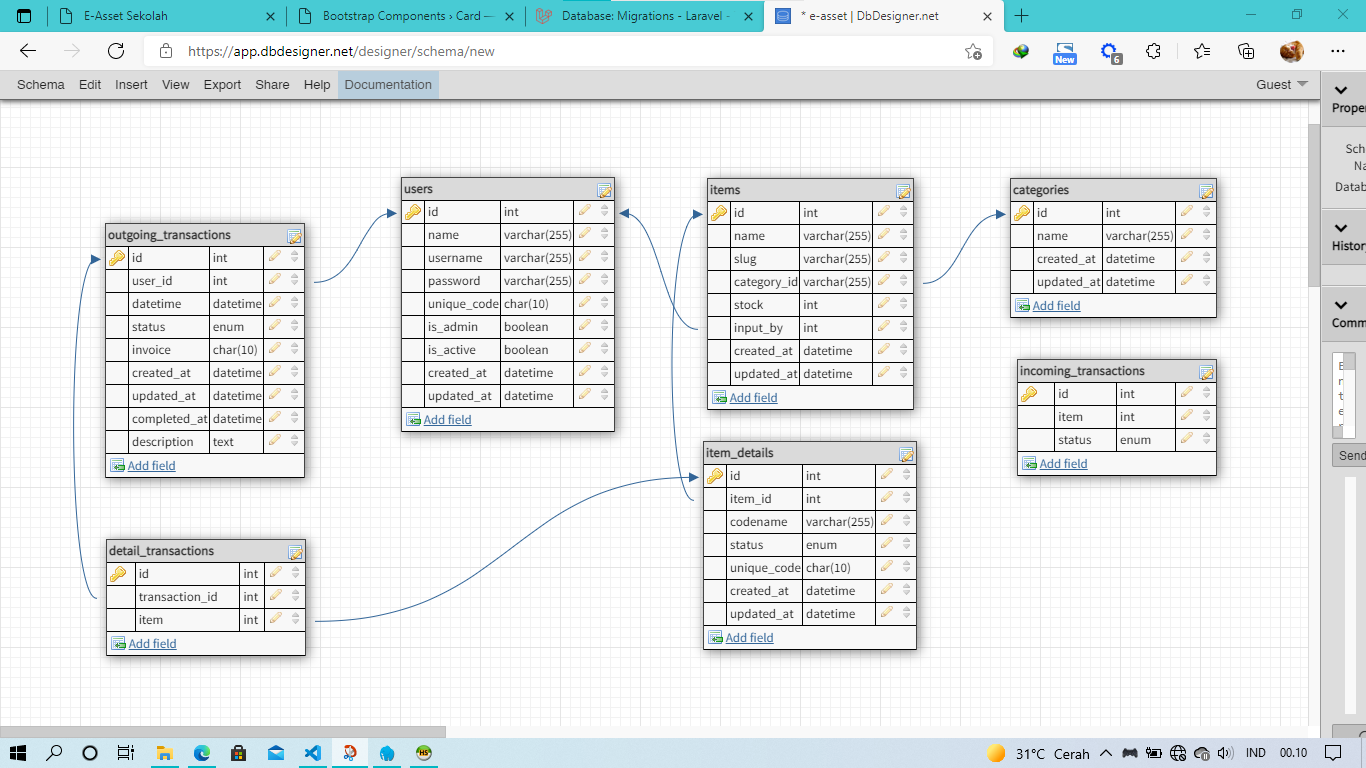 E-Asset Sekolah
Bootstrap Components › Card —
Database: Migrations - Laravel -
* e-asset | DbDesigner.net
https://app.dbdesigner.net/designer/schema/new
New
6
Schema Edit Insert View Export Share Help Documentation
Guest
outgoing_transactions
id int
user_id int
datetime datetime
status enum
invoice char(10)
created_at datetime
updated_at datetime
completed_at datetime
description text
Add field
users
id int
name varchar(255)
username varchar(255)
password varchar(255)
unique_code char(10)
is_admin boolean
is_active boolean
created_at datetime
updated_at datetime
Add field
items
id int
name varchar(255)
slug varchar(255)
category_id varchar(255)
stock int
input_by int
created_at datetime
updated_at datetime
Add field
categories
id int
name varchar(255)
created_at datetime
updated_at datetime
Add field
incoming_transactions
id int
item int
status enum
Add field
item_details
id int
item_id int
codename varchar(255)
status enum
unique_code char(10)
created_at datetime
updated_at datetime
Add field
detail_transactions
id int
transaction_id int
item int
Add field
Proper
Sch
Na
Datab
History
Comm
Send
31°C Cerah
IND
00.10